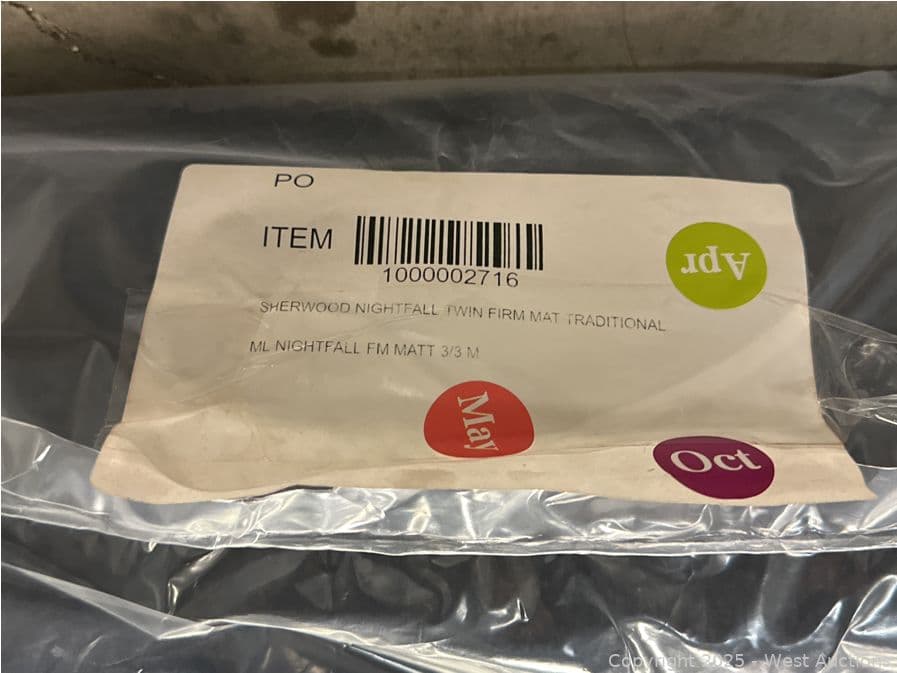 PO
ITEM
1000002716
Apr
SHERWOOD NIGHTFALL TWIN FIRM MAT TRADITIONAL
ML NIGHTFALL FM MATT 3/3 M
May
Oct
Copyright 2025 - West Auctions